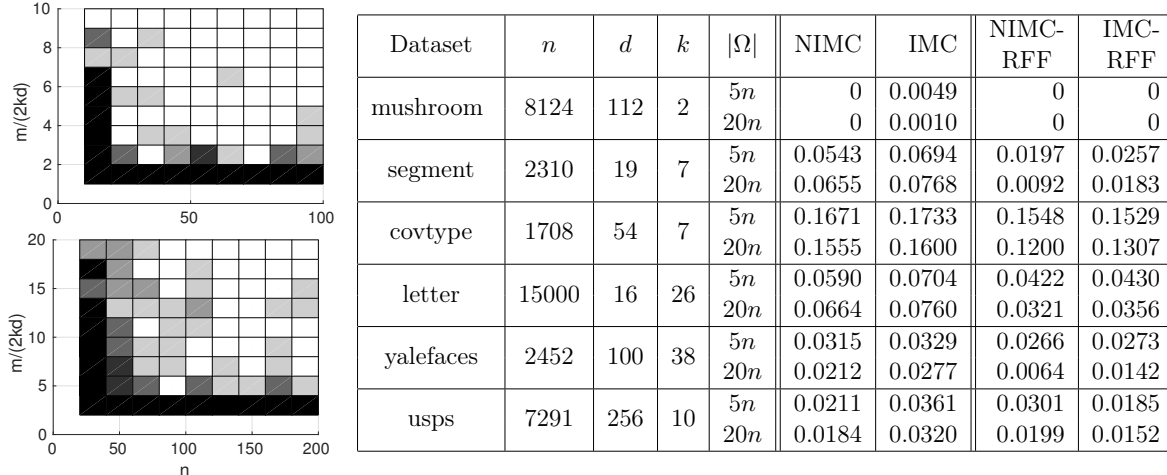 10
8
6
4
2
0
m/(2kd)
0 50 100
20
15
10
5
0
m/(2kd)
0 50 100 150 200
n
Dataset n d k |Ω| NIMC IMC NIMC-RFF IMC-RFF
mushroom 8124 112 2 5n 0 0.0049 0 0
20n 0 0.0010 0 0
segment 2310 19 7 5n 0.0543 0.0694 0.0197 0.0257
20n 0.0655 0.0768 0.0092 0.0183
covtype 1708 54 7 5n 0.1671 0.1733 0.1548 0.1529
20n 0.1555 0.1600 0.1200 0.1307
letter 15000 16 26 5n 0.0590 0.0704 0.0422 0.0430
20n 0.0664 0.0760 0.0321 0.0356
yalefaces 2452 100 38 5n 0.0315 0.0329 0.0266 0.0273
20n 0.0212 0.0277 0.0064 0.0142
usps 7291 256 10 5n 0.0211 0.0361 0.0301 0.0185
20n 0.0184 0.0320 0.0199 0.0152